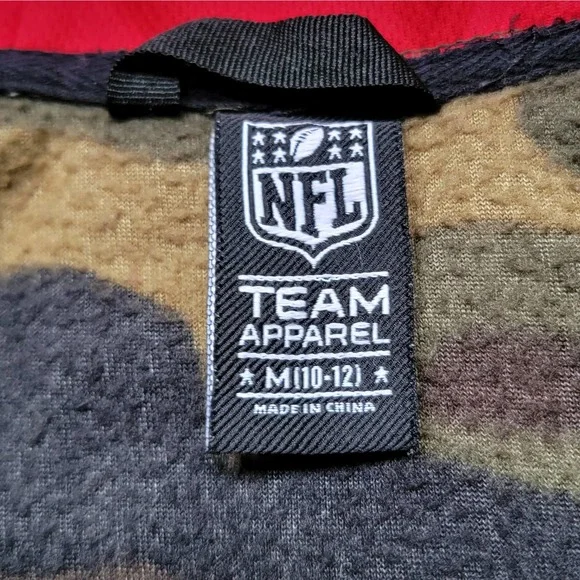 NFL
TEAM
APPAREL
★ M(10-12) ★
MADE IN CHINA